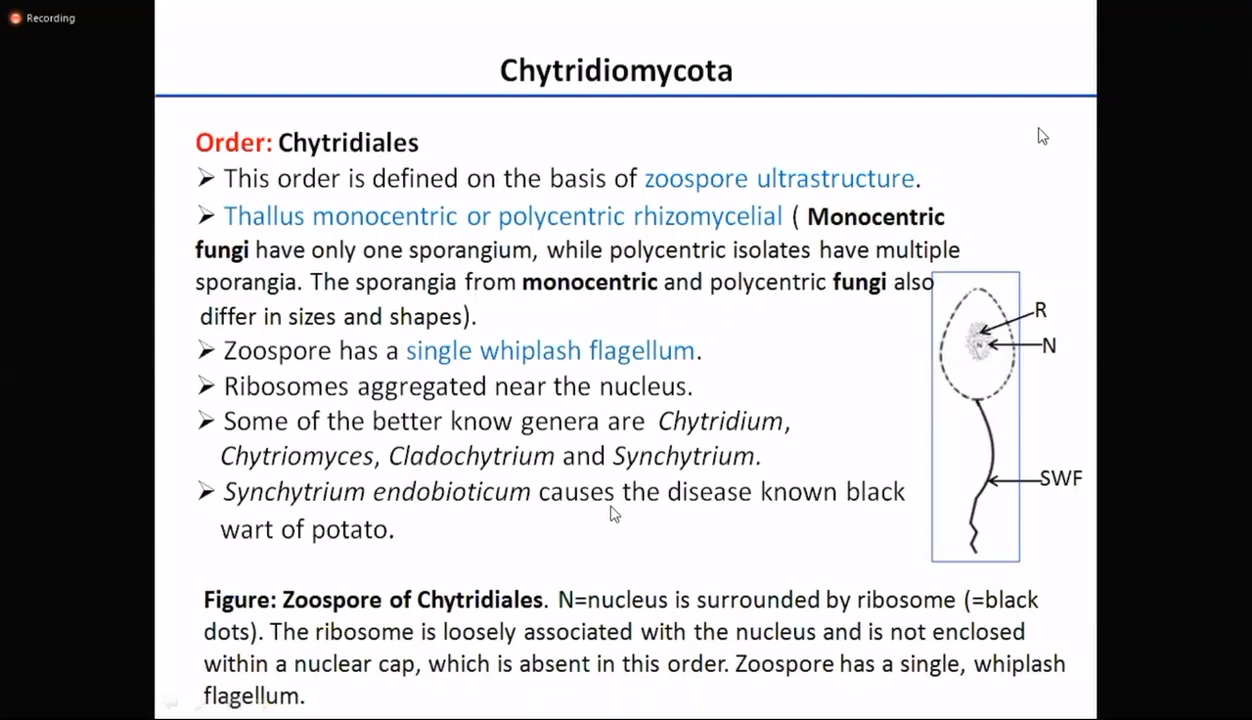 Recording
Chytridiomycota
Order: Chytridiales
➢ This order is defined on the basis of zoospore ultrastructure.
➢ Thallus monocentric or polycentric rhizomycelial ( Monocentric
fungi have only one sporangium, while polycentric isolates have multiple
sporangia. The sporangia from monocentric and polycentric fungi also
differ in sizes and shapes).
➢ Zoospore has a single whiplash flagellum.
➢ Ribosomes aggregated near the nucleus.
➢ Some of the better know genera are Chytridium,
Chytriomyces, Cladochytrium and Synchytrium.
➢ Synchytrium endobioticum causes the disease known black
wart of potato.
R
N
SWF
Figure: Zoospore of Chytridiales. N=nucleus is surrounded by ribosome (=black
dots). The ribosome is loosely associated with the nucleus and is not enclosed
within a nuclear cap, which is absent in this order. Zoospore has a single, whiplash
flagellum.